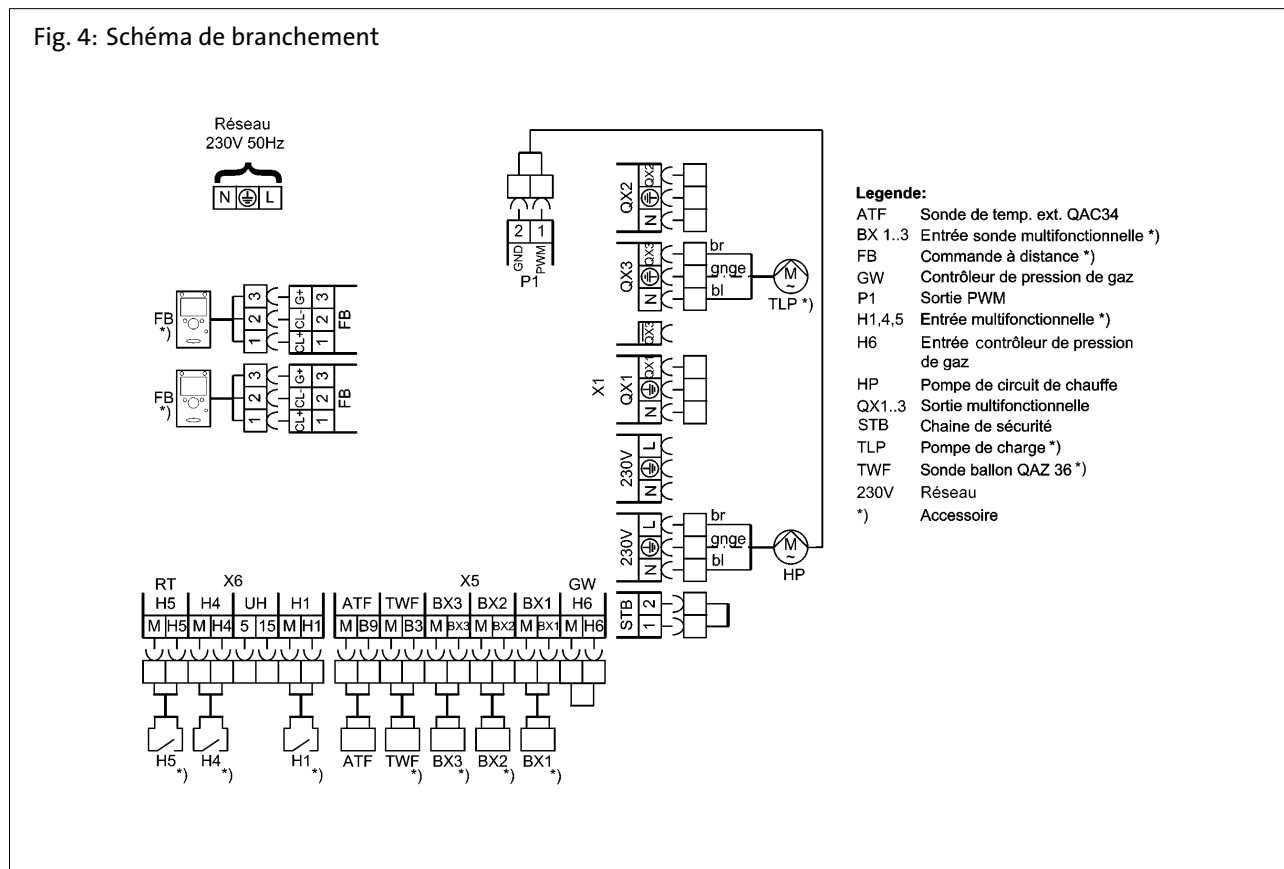 Fig. 4: Schéma de branchement
Réseau
230V 50Hz
N L
2 1
GND PWM
P1
FB
*)
3 2 1
G+ CL- CL+
3 2 1
FB
FB
*)
3 2 1
G+ CL- CL+
3 2 1
FB
X1
QX2
QX2
N
QX3
QX3
N
br
gnge
bl
M
~
TLP *)
QX3
QX1
QX1
N
230V
L
N
230V
L
N
br
gnge
bl
M
~
HP
STB
2
1
RT X6 X5 GW
H5 H4 UH H1 ATF TWF BX3 BX2 BX1 H6
M H5 M H4 5 15 M H1 M B9 M B3 M BX3 M BX2 M BX1 M H6
H5 *) H4 *) H1 *) ATF TWF *) BX3 *) BX2 *) BX1 *)
Legende:
ATF Sonde de temp. ext. QAC34
BX 1..3 Entrée sonde multifonctionnelle *)
FB Commande à distance *)
GW Contrôleur de pression de gaz
P1 Sortie PWM
H1,4,5 Entrée multifonctionnelle *)
H6 Entrée contrôleur de pression
de gaz
HP Pompe de circuit de chauffe
QX1..3 Sortie multifonctionnelle
STB Chaine de sécurité
TLP Pompe de charge *)
TWF Sonde ballon QAZ 36 *)
230V Réseau
*) Accessoire